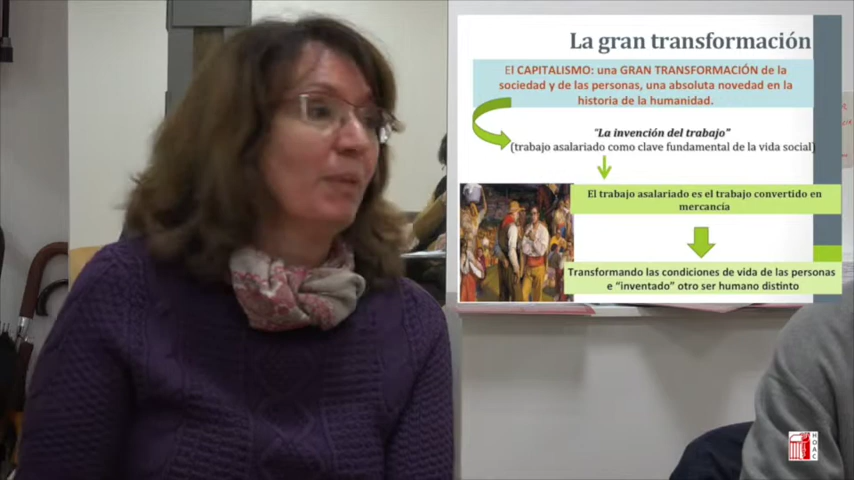 La gran transformación
El CAPITALISMO: una GRAN TRANSFORMACIÓN de la
sociedad y de las personas, una absoluta novedad en la
historia de la humanidad.
"La invención del trabajo"
(trabajo asalariado como clave fundamental de la vida social)
El trabajo asalariado es el trabajo convertido en
mercancía
Transformando las condiciones de vida de las personas
e "inventado" otro ser humano distinto
HOAC